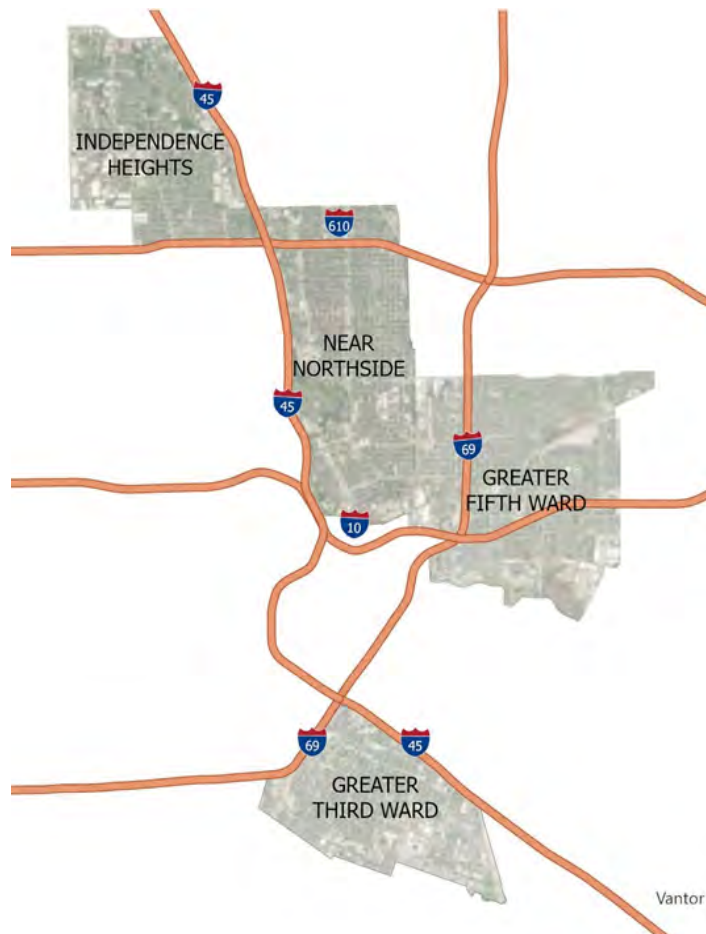 45
INDEPENDENCE
HEIGHTS
610
NEAR
NORTHSIDE
45
69
GREATER
FIFTH WARD
10
69
45
GREATER
THIRD WARD
Vantor